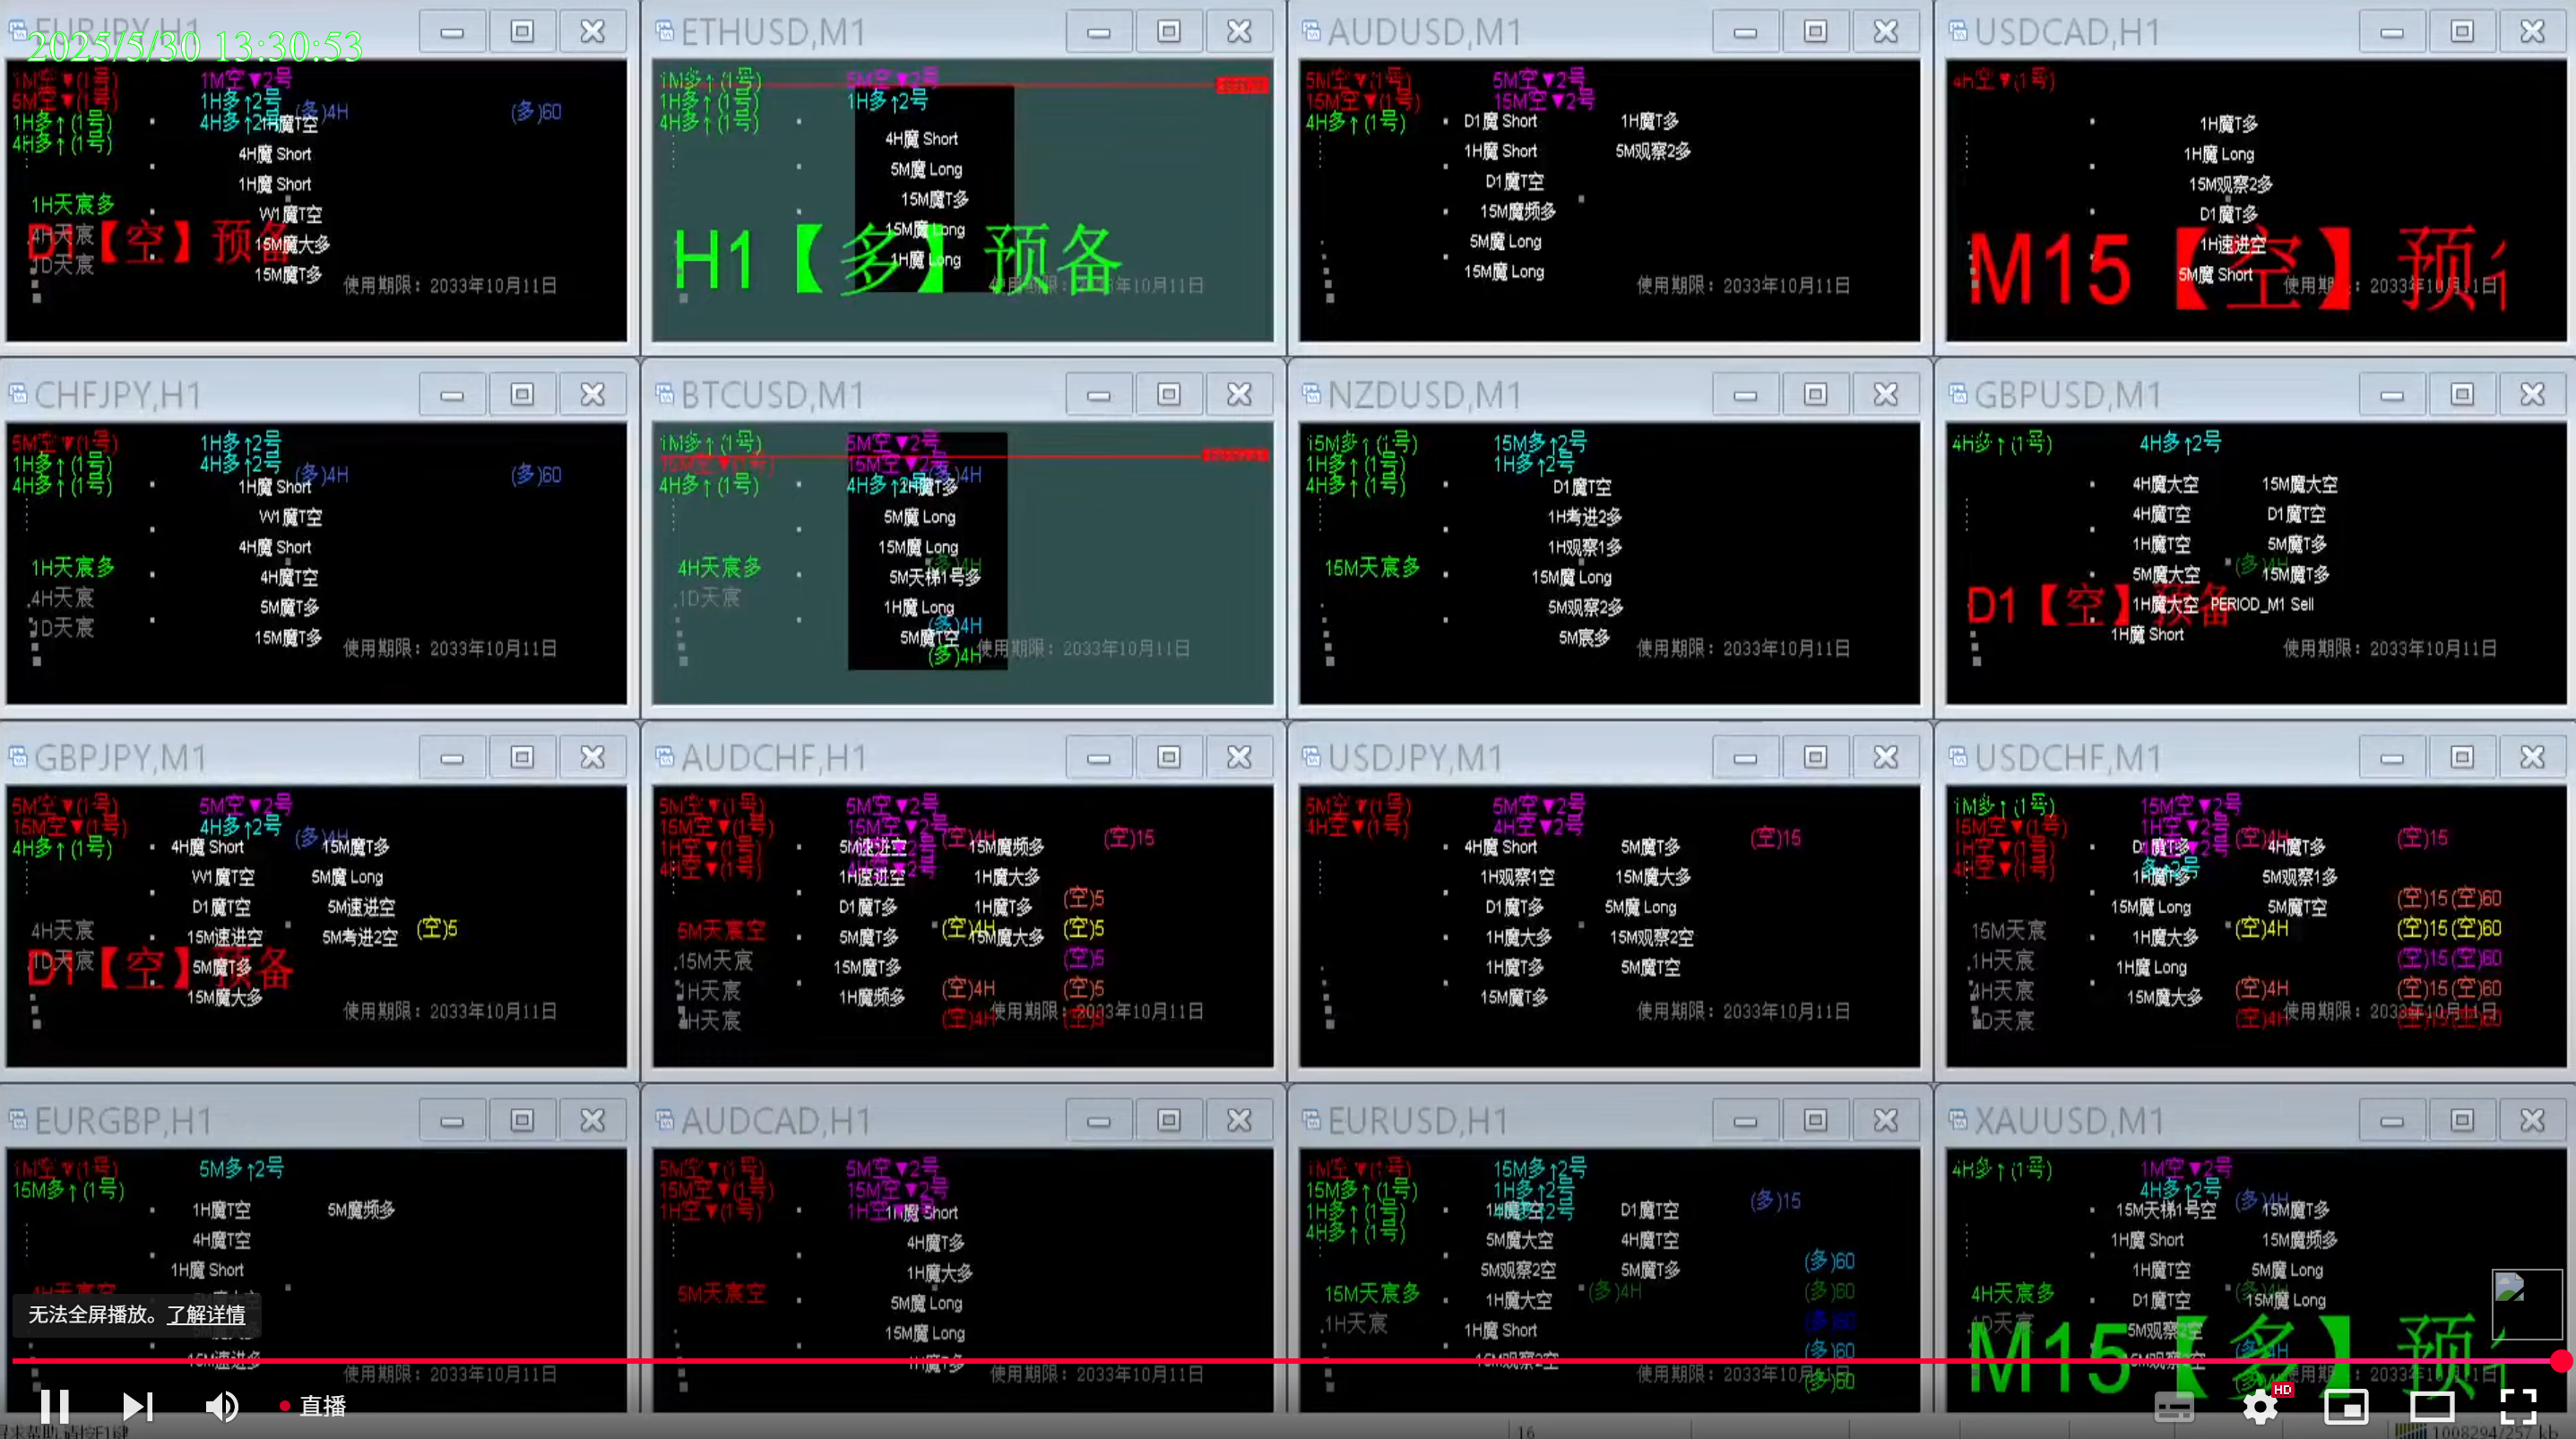 EURJPY,H1
2025/5/30 13:30:53
1M空▼(1号)
5M空▼(1号)
1H多↑(1号)
4H多↑(1号)
1M空▼2号
1H多↑2号
4H多↑2号
(多)4H
(多)60
1H魔T空
4H魔 Short
1H魔 Short
W1魔T空
15M魔大多
15M魔T多
1H天宸多
4H天宸
1D天宸
D1【空】预备
使用期限：2033年10月11日
ETHUSD,M1
1M多↑(1号)
1H多↑(1号)
4H多↑(1号)
5M空▼2号
1H多↑2号
4H魔 Short
5M魔 Long
15M魔T多
15M魔 Long
1H魔 Long
H1【多】预备
使用期限：2033年10月11日
AUDUSD,M1
5M空▼(1号)
15M空▼(1号)
4H多↑(1号)
5M空▼2号
15M空▼2号
D1魔 Short
1H魔T多
1H魔 Short
5M观察2多
D1魔T空
15M魔频多
5M魔 Long
15M魔 Long
使用期限：2033年10月11日
USDCAD,H1
4H空▼(1号)
1H魔T多
1H魔 Long
15M观察2多
D1魔T多
1H速进空
5M魔 Short
M15【空】预
使用期限：2033年10月11日
CHFJPY,H1
5M空▼(1号)
1H多↑(1号)
4H多↑(1号)
1H多↑2号
4H多↑2号
(多)4H
(多)60
1H魔 Short
W1魔T空
4H魔 Short
4H魔T空
5M魔T多
15M魔T多
1H天宸多
4H天宸
1D天宸
使用期限：2033年10月11日
BTCUSD,M1
1M多↑(1号)
15M空▼(1号)
4H多↑(1号)
5M空▼2号
15M空▼2号
4H多↑2号
(多)4H
1H魔T多
5M魔 Long
15M魔 Long
(多)4H
5M天梯1号多
1H魔 Long
(多)4H
5M魔T空
(多)4H
4H天宸多
1D天宸
使用期限：2033年10月11日
NZDUSD,M1
15M多↑(1号)
1H多↑(1号)
4H多↑(1号)
15M多↑2号
1H多↑2号
D1魔T空
1H考进2多
1H观察1多
15M魔 Long
5M观察2多
5M宸多
15M天宸多
使用期限：2033年10月11日
GBPUSD,M1
4H多↑(1号)
4H多↑2号
4H魔大空
15M魔大空
4H魔T空
D1魔T空
1H魔T空
5M魔T多
(多)4H
5M魔大空
15M魔T多
1H魔大空
PERIOD_M1 Sell
1H魔 Short
D1【空】预备
使用期限：2033年10月11日
GBPJPY,M1
5M空▼(1号)
15M空▼(1号)
4H多↑(1号)
5M空▼2号
4H多↑2号
(多)4H
4H魔 Short
15M魔T多
W1魔T空
5M魔 Long
D1魔T空
5M速进空
(空)5
15M速进空
5M考进2空
5M魔T多
15M魔大多
4H天宸
1D天宸
D1【空】预备
使用期限：2033年10月11日
AUDCHF,H1
5M空▼(1号)
15M空▼(1号)
1H空▼(1号)
4H空▼(1号)
5M空▼2号
15M空▼2号
4H空▼2号
(空)4H
(空)15
5M速进空
15M魔频多
1H速进空
1H魔大多
(空)5
D1魔T多
1H魔T多
(空)4H
(空)5
5M魔T多
15M魔大多
(空)5
15M魔T多
(空)4H
(空)5
1H魔频多
(空)4H
5M天宸空
15M天宸
1H天宸
4H天宸
使用期限：2033年10月11日
USDJPY,M1
5M空▼(1号)
4H空▼(1号)
5M空▼2号
4H空▼2号
(空)15
4H魔 Short
5M魔T多
1H观察1空
15M魔大多
D1魔T多
5M魔 Long
1H魔大多
15M观察2空
1H魔T多
5M魔T空
15M魔T多
使用期限：2033年10月11日
USDCHF,M1
1M多↑(1号)
15M空▼(1号)
1H空▼(1号)
4H空▼(1号)
15M空▼2号
1H空▼2号
(空)4H
(空)15
D1魔T多
4H魔T多
1H魔T多
5M观察1多
(空)15(空)60
15M魔 Long
5M魔T空
(空)4H
(空)15(空)60
1H魔大多
(空)15(空)60
1H魔 Long
(空)4H
(空)15(空)60
15M魔大多
(空)4H
(空)15(空)60
15M天宸
1H天宸
4H天宸
1D天宸
使用期限：2033年10月11日
EURGBP,H1
1M空▼(1号)
15M多↑(1号)
5M多↑2号
1H魔T空
5M魔频多
4H魔T空
1H魔 Short
4H天宸空
15M速进多
使用期限：2033年10月11日
AUDCAD,H1
5M空▼(1号)
15M空▼(1号)
1H空▼(1号)
5M空▼2号
15M空▼2号
1H空▼2号
1H魔 Short
4H魔T多
1H魔大多
5M魔 Long
15M魔 Long
1H魔T多
5M天宸空
使用期限：2033年10月11日
EURUSD,H1
1M空▼(1号)
15M多↑(1号)
1H多↑(1号)
4H多↑(1号)
15M多↑2号
1H多↑2号
(多)15
1H魔T空
D1魔T空
5M魔大空
4H魔T空
(多)60
5M观察2空
5M魔T多
(多)4H
(多)60
1H魔大空
(多)60
1H魔 Short
(多)60
15M观察2空
(多)60
15M天宸多
1H天宸
使用期限：2033年10月11日
XAUUSD,M1
4H多↑(1号)
1M空▼2号
4H多↑2号
(多)4H
15M天梯1号空
15M魔T多
1H魔 Short
15M魔频多
1H魔T空
5M魔 Long
D1魔T空
15M魔 Long
5M观察2空
15M观察2空
4H天宸多
1D天宸
M15【多】预
使用期限：2033年10月11日
无法全屏播放。了解详情
直播
HD
16
1008294/257 kb